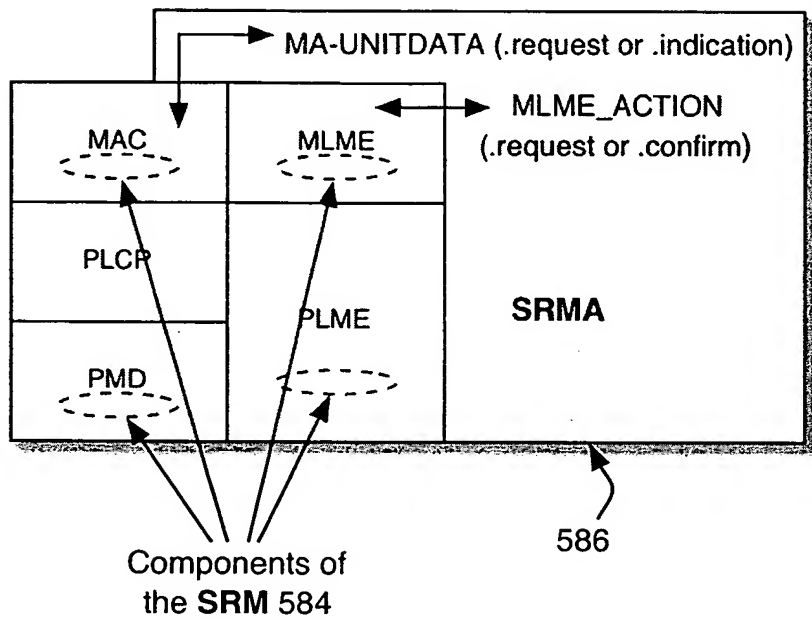 MA-UNITDATA (.request or .indication)
MLME_ACTION
(.request or .confirm)
MAC
MLME
PLCP
PLME
SRMA
PMD
586
Components of
the SRM 584